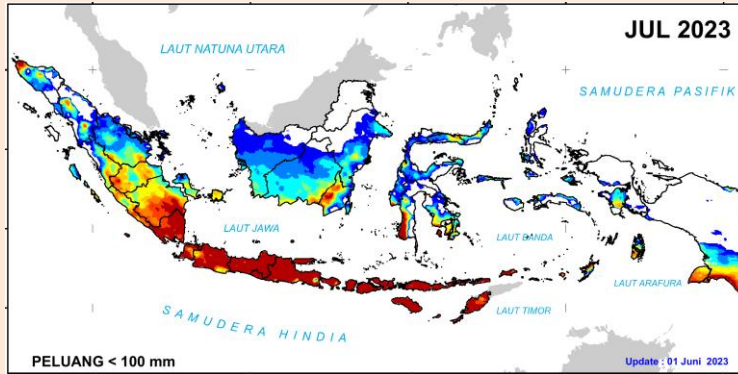 JUL 2023
LAUT NATUNA UTARA
SAMUDERA PASIFIK
LAUT JAWA
LAUT BANDA
LAUT ARAFURA
LAUT TIMOR
SAMUDERA HINDIA
PELUANG < 100 mm
Update : 01 Juni 2023